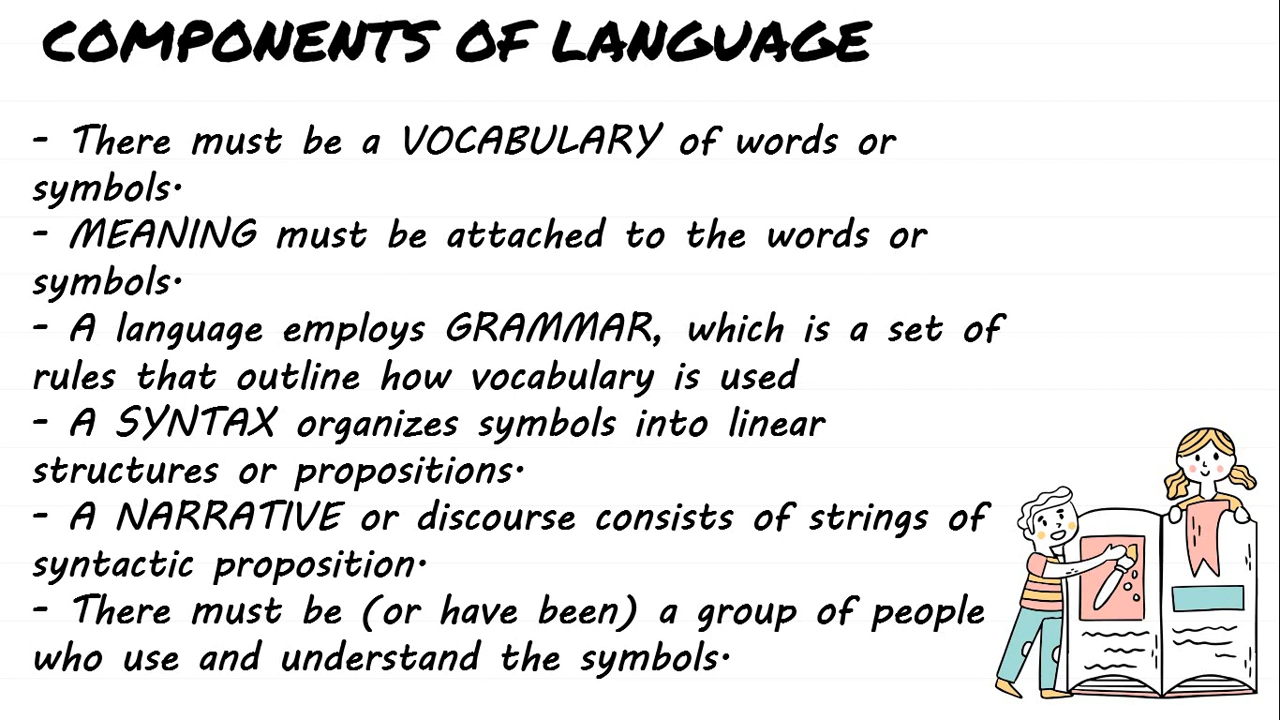 COMPONENTS OF LANGUAGE
- There must be a VOCABULARY of words or
symbols.
- MEANING must be attached to the words or
symbols.
- A language employs GRAMMAR, which is a set of
rules that outline how vocabulary is used
- A SYNTAX organizes symbols into linear
structures or propositions.
- A NARRATIVE or discourse consists of strings of
syntactic proposition.
- There must be (or have been) a group of people
who use and understand the symbols.